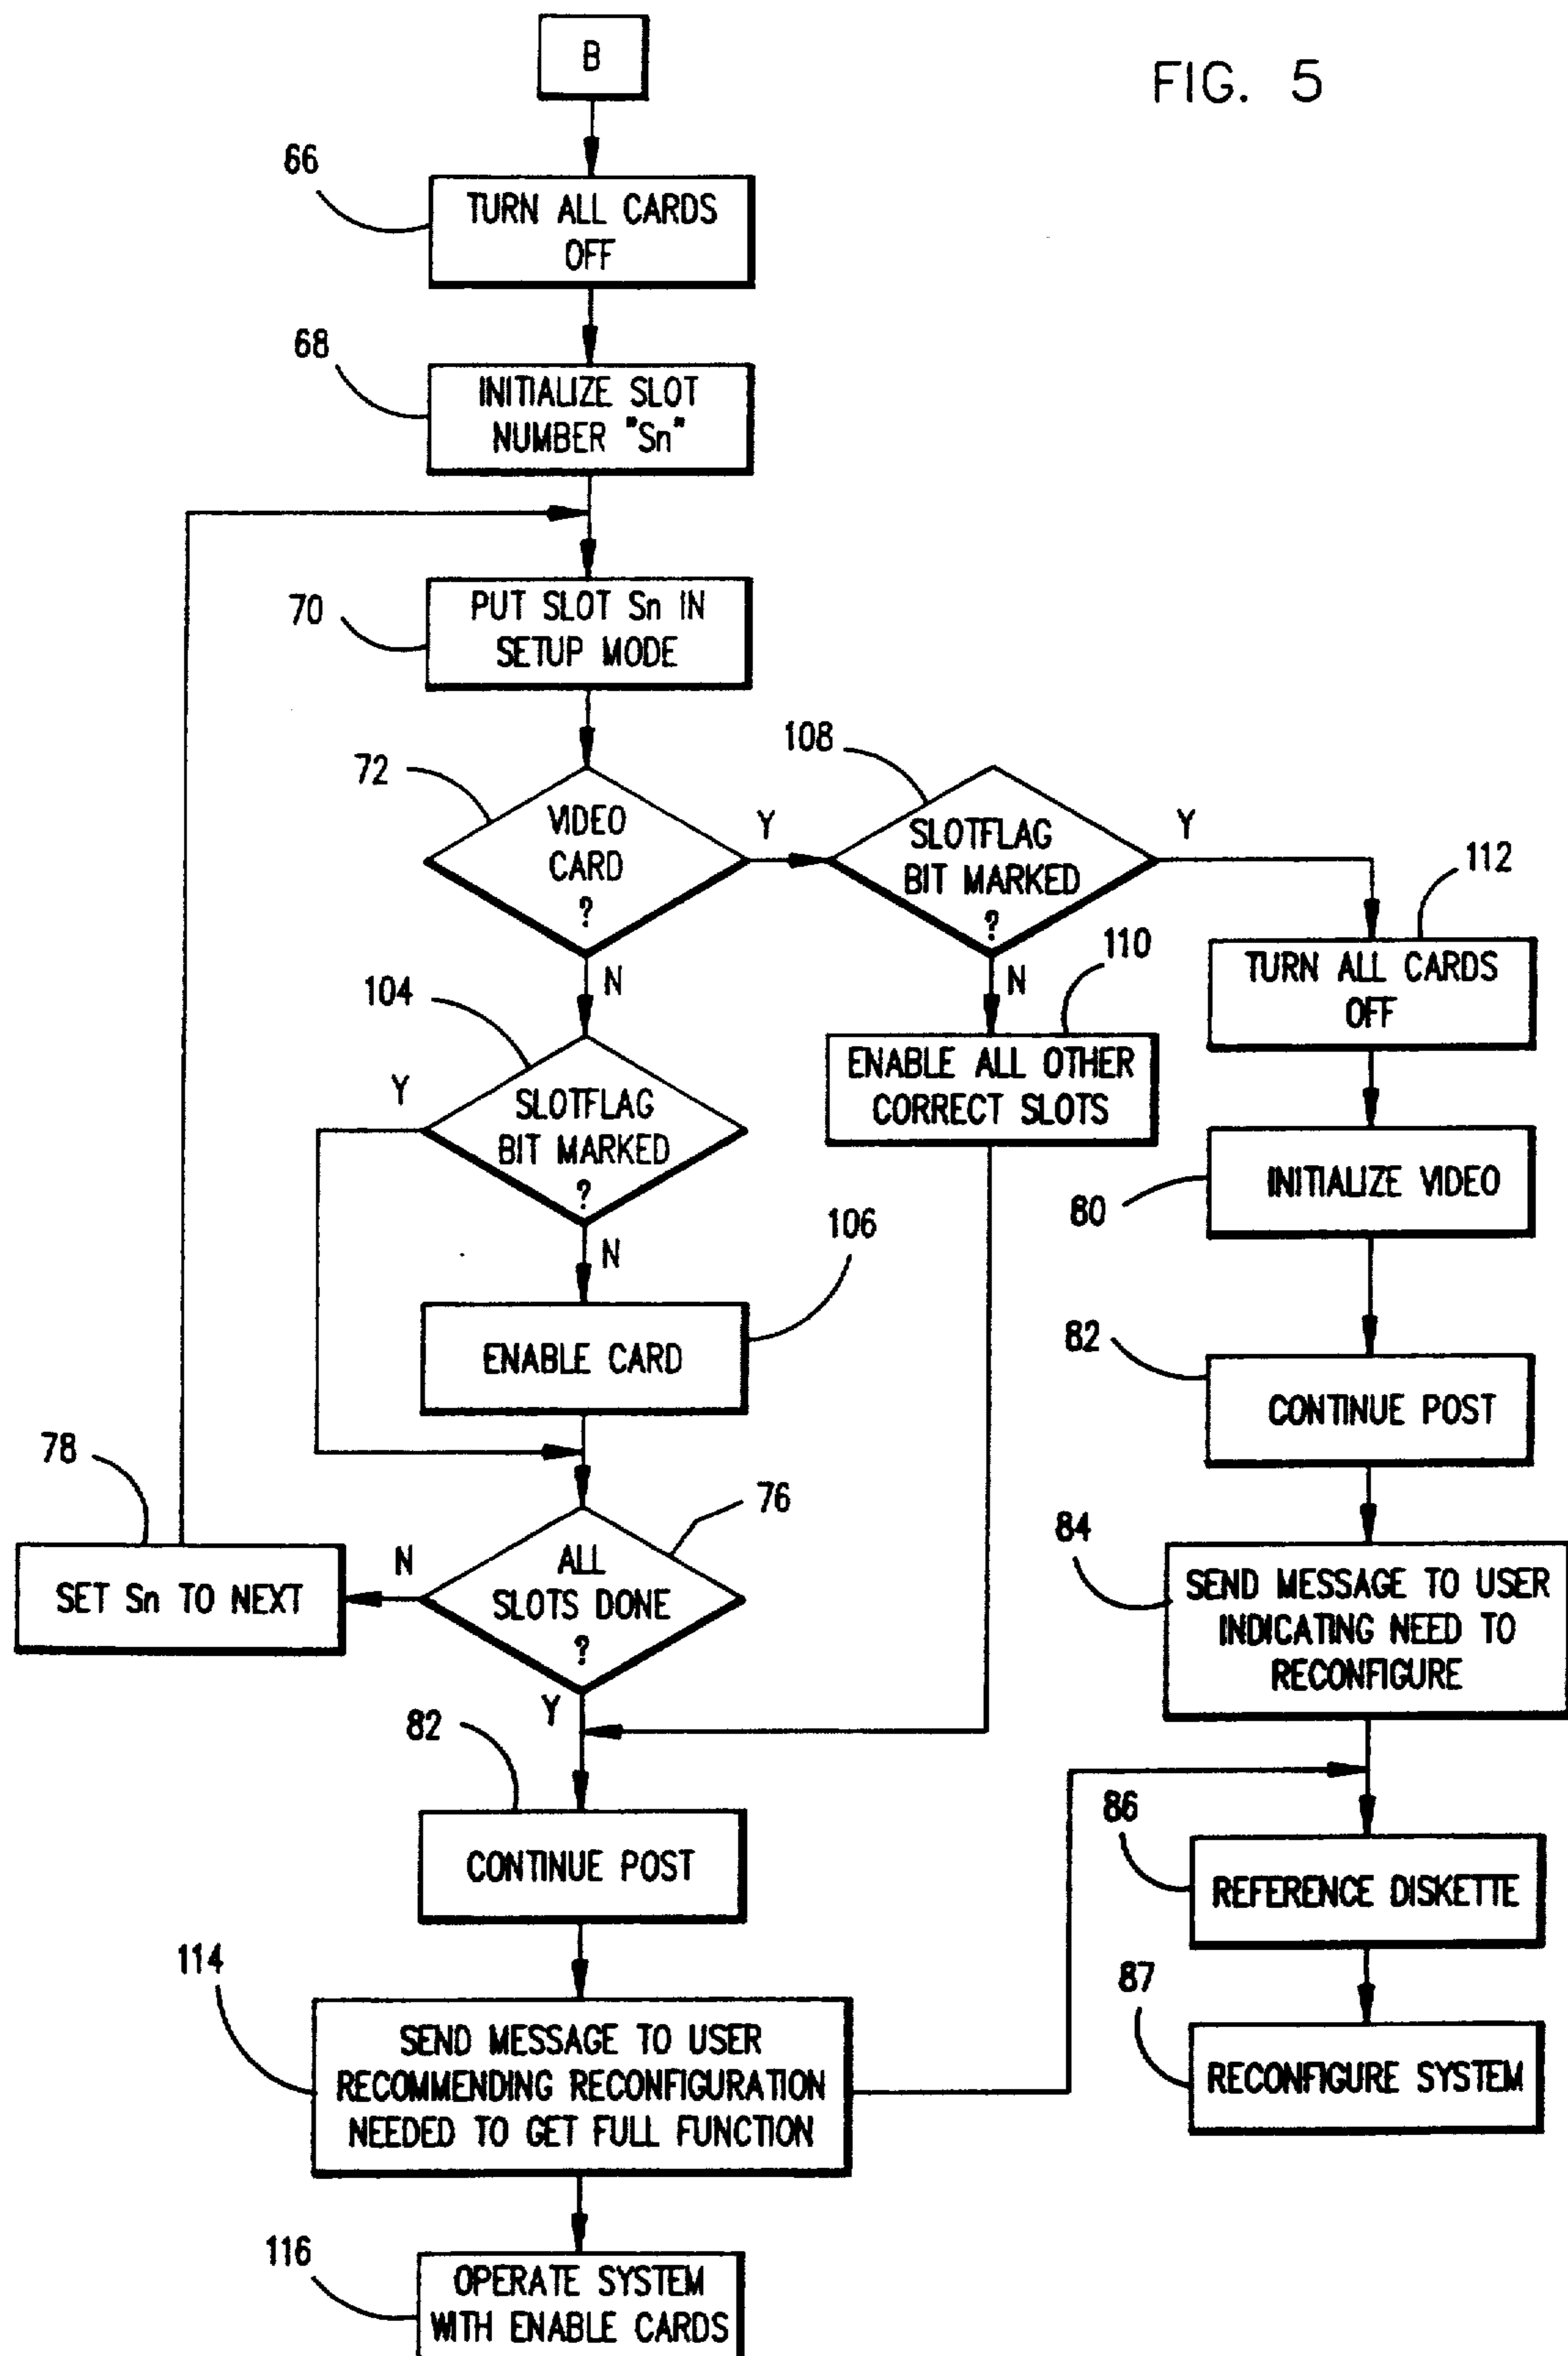 B
FIG. 5
66
TURN ALL CARDS
OFF
68
INITIALIZE SLOT
NUMBER "Sn"
70
PUT SLOT Sn IN
SETUP MODE
72
VIDEO
CARD
?
Y
N
108
SLOTFLAG
BIT MARKED
?
Y
N
112
TURN ALL CARDS
OFF
110
ENABLE ALL OTHER
CORRECT SLOTS
104
SLOTFLAG
BIT MARKED
?
Y
N
80
INITIALIZE VIDEO
106
ENABLE CARD
82
CONTINUE POST
78
SET Sn TO NEXT
76
ALL
SLOTS DONE
?
N
Y
84
SEND MESSAGE TO USER
INDICATING NEED TO
RECONFIGURE
82
CONTINUE POST
86
REFERENCE DISKETTE
114
SEND MESSAGE TO USER
RECOMMENDING RECONFIGURATION
NEEDED TO GET FULL FUNCTION
87
RECONFIGURE SYSTEM
116
OPERATE SYSTEM
WITH ENABLE CARDS